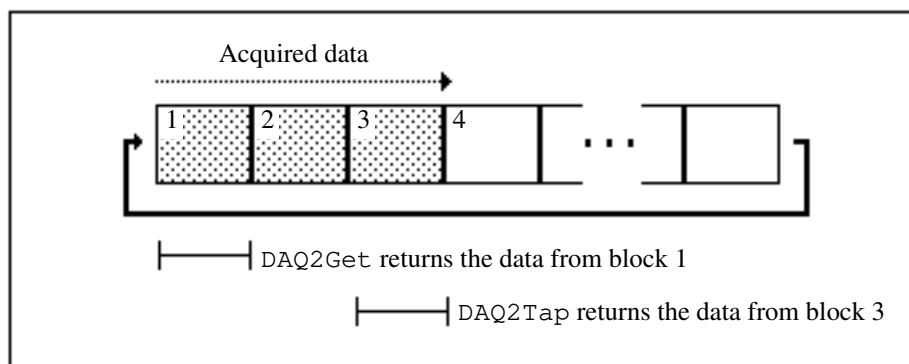 Acquired data
1 2 3 4
DAQ2Get returns the data from block 1
DAQ2Tap returns the data from block 3